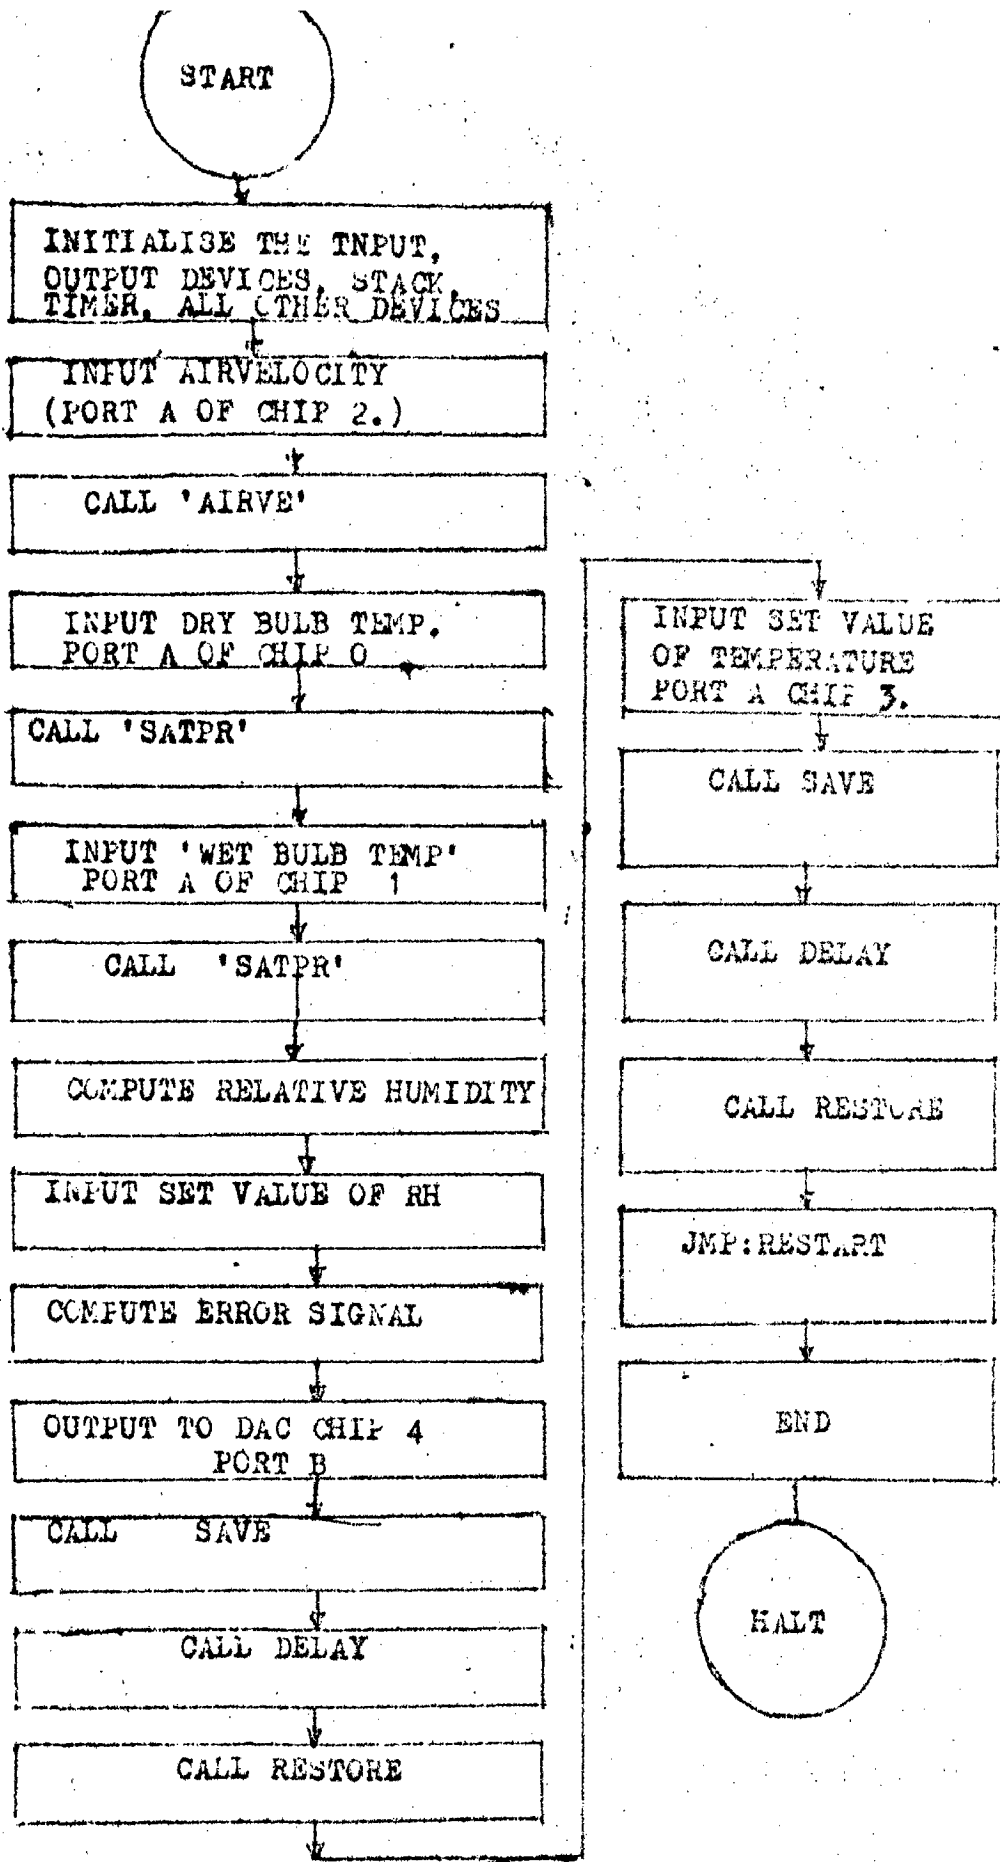 START
INITIALISE THE INPUT,
OUTPUT DEVICES, STACK,
TIMER, ALL OTHER DEVICES
INPUT AIRVELOCITY
(PORT A OF CHIP 2.)
CALL 'AIRVE'
INPUT DRY BULB TEMP.
PORT A OF CHIP 0
CALL 'SATPR'
INPUT 'WET BULB TEMP'
PORT A OF CHIP 1
CALL 'SATPR'
COMPUTE RELATIVE HUMIDITY
INPUT SET VALUE OF RH
COMPUTE ERROR SIGNAL
OUTPUT TO DAC CHIP 4
PORT B
CALL SAVE
CALL DELAY
CALL RESTORE
INPUT SET VALUE
OF TEMPERATURE
PORT A CHIP 3.
CALL SAVE
CALL DELAY
CALL RESTORE
JMP:RESTART
END
HALT